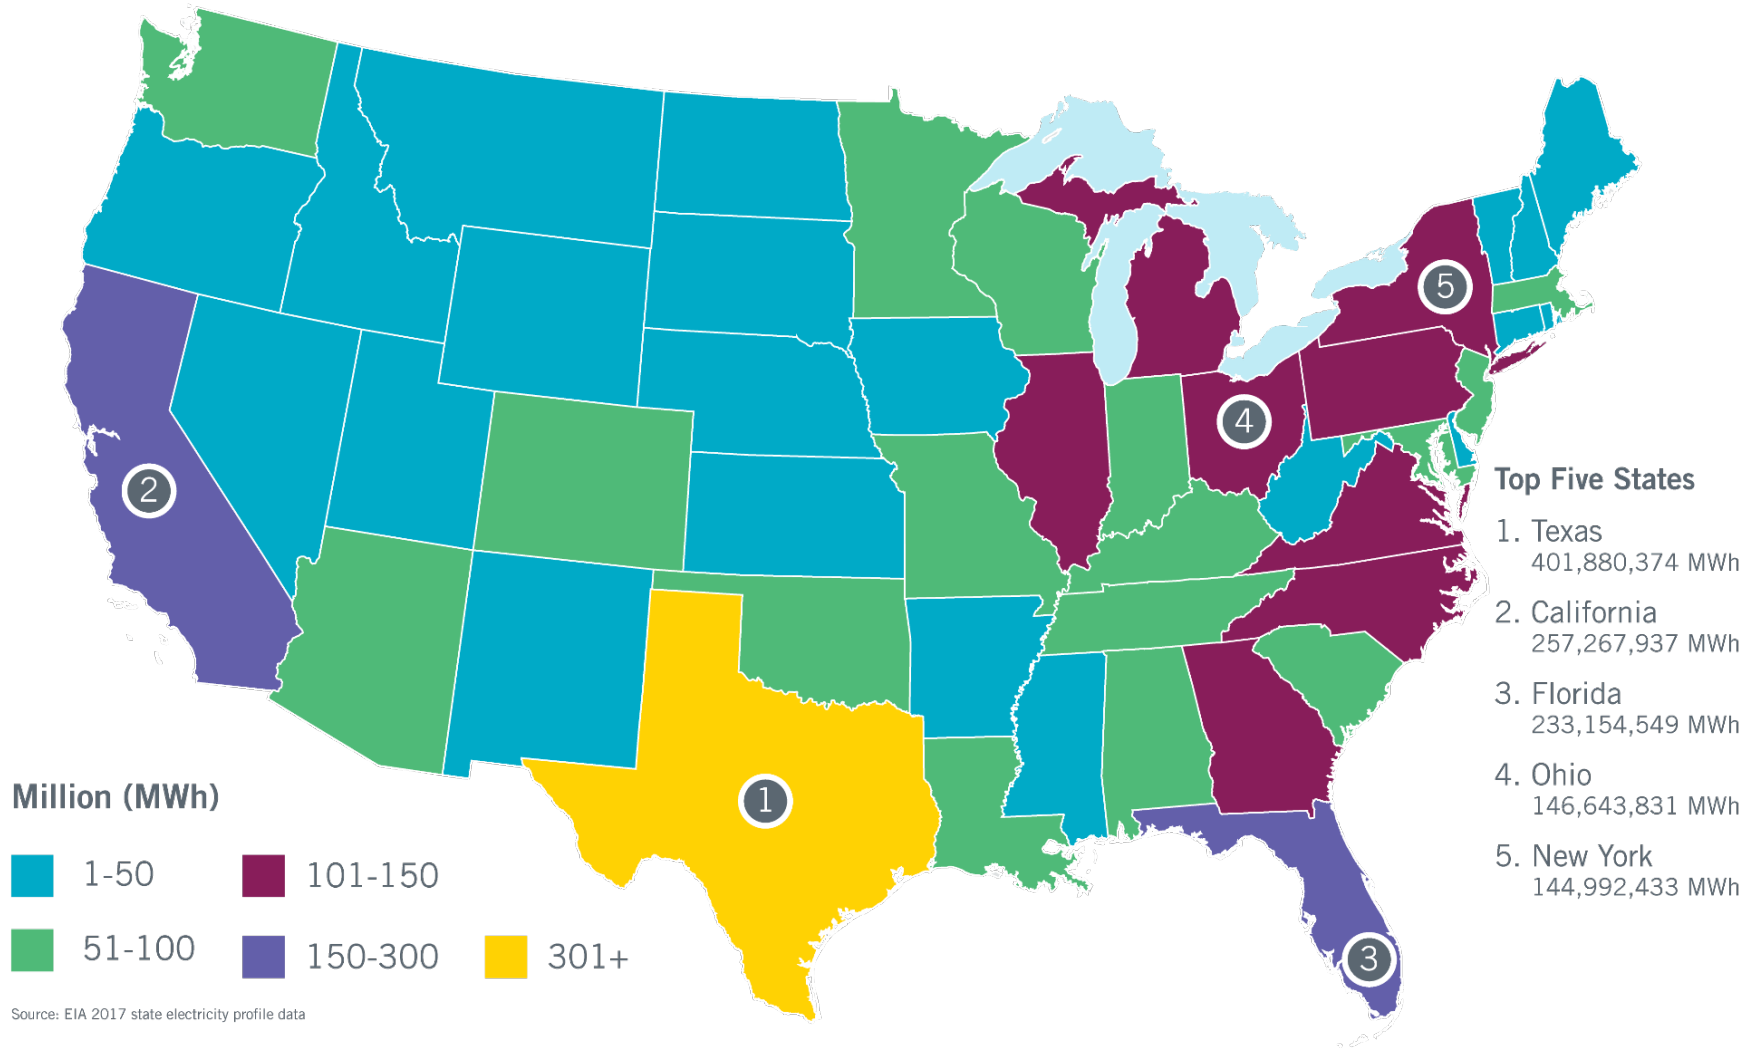 5
4
2
1
3
Top Five States
1. Texas
401,880,374 MWh
2. California
257,267,937 MWh
3. Florida
233,154,549 MWh
4. Ohio
146,643,831 MWh
5. New York
144,992,433 MWh
Million (MWh)
1-50
101-150
51-100
150-300
301+
Source: EIA 2017 state electricity profile data